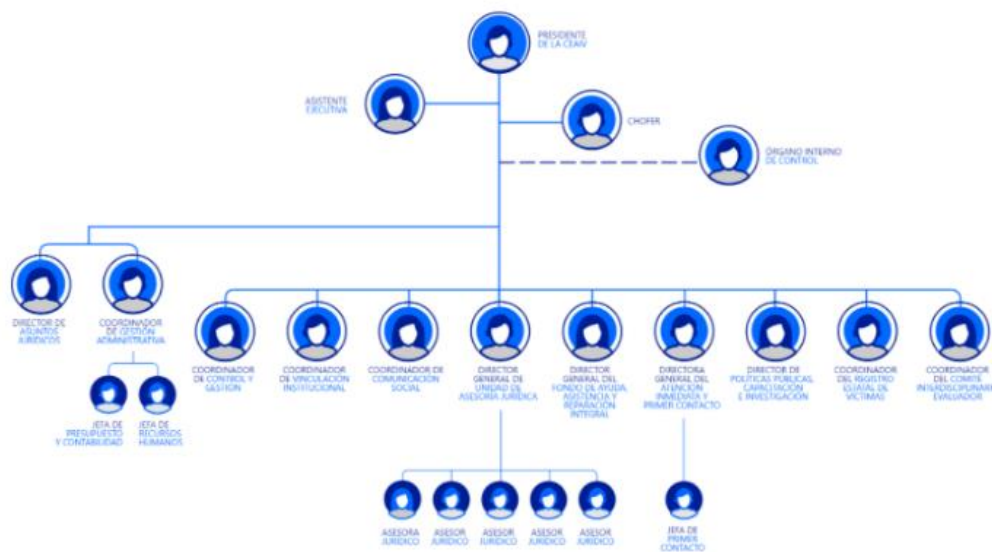 PRESIDENTE
DE LA CEAIV
ASISTENTE
EJECUTIVA
CHOFER
ÓRGANO INTERNO
DE CONTROL
DIRECTOR DE
ASUNTOS
JURÍDICOS
COORDINADOR
DE GESTIÓN
ADMINISTRATIVA
COORDINADOR
DE CONTROL Y
GESTIÓN
COORDINADOR
DE VINCULACIÓN
INSTITUCIONAL
COORDINADOR DE
COMUNICACIÓN
SOCIAL
DIRECTOR
GENERAL DE
UNIDAD DE
ASESORÍA JURÍDICA
DIRECTOR
GENERAL DEL
FONDO DE AYUDA,
ASISTENCIA Y
REPARACIÓN
INTEGRAL
DIRECTORA
GENERAL DEL
ATENCIÓN
INMEDIATA Y
PRIMER CONTACTO
DIRECTOR DE
POLÍTICAS PÚBLICAS,
CAPACITACIÓN
E INVESTIGACIÓN
COORDINADOR
DEL REGISTRO
ESTATAL DE
VÍCTIMAS
COORDINADOR
DEL COMITÉ
INTERDISCIPLINARIO
EVALUADOR
JEFA DE
PRESUPUESTO
Y CONTABILIDAD
JEFA DE
RECURSOS
HUMANOS
ASESORA
JURÍDICO
ASESOR
JURÍDICO
ASESOR
JURÍDICO
ASESOR
JURÍDICO
ASESOR
JURÍDICO
JEFA DE
PRIMER
CONTACTO